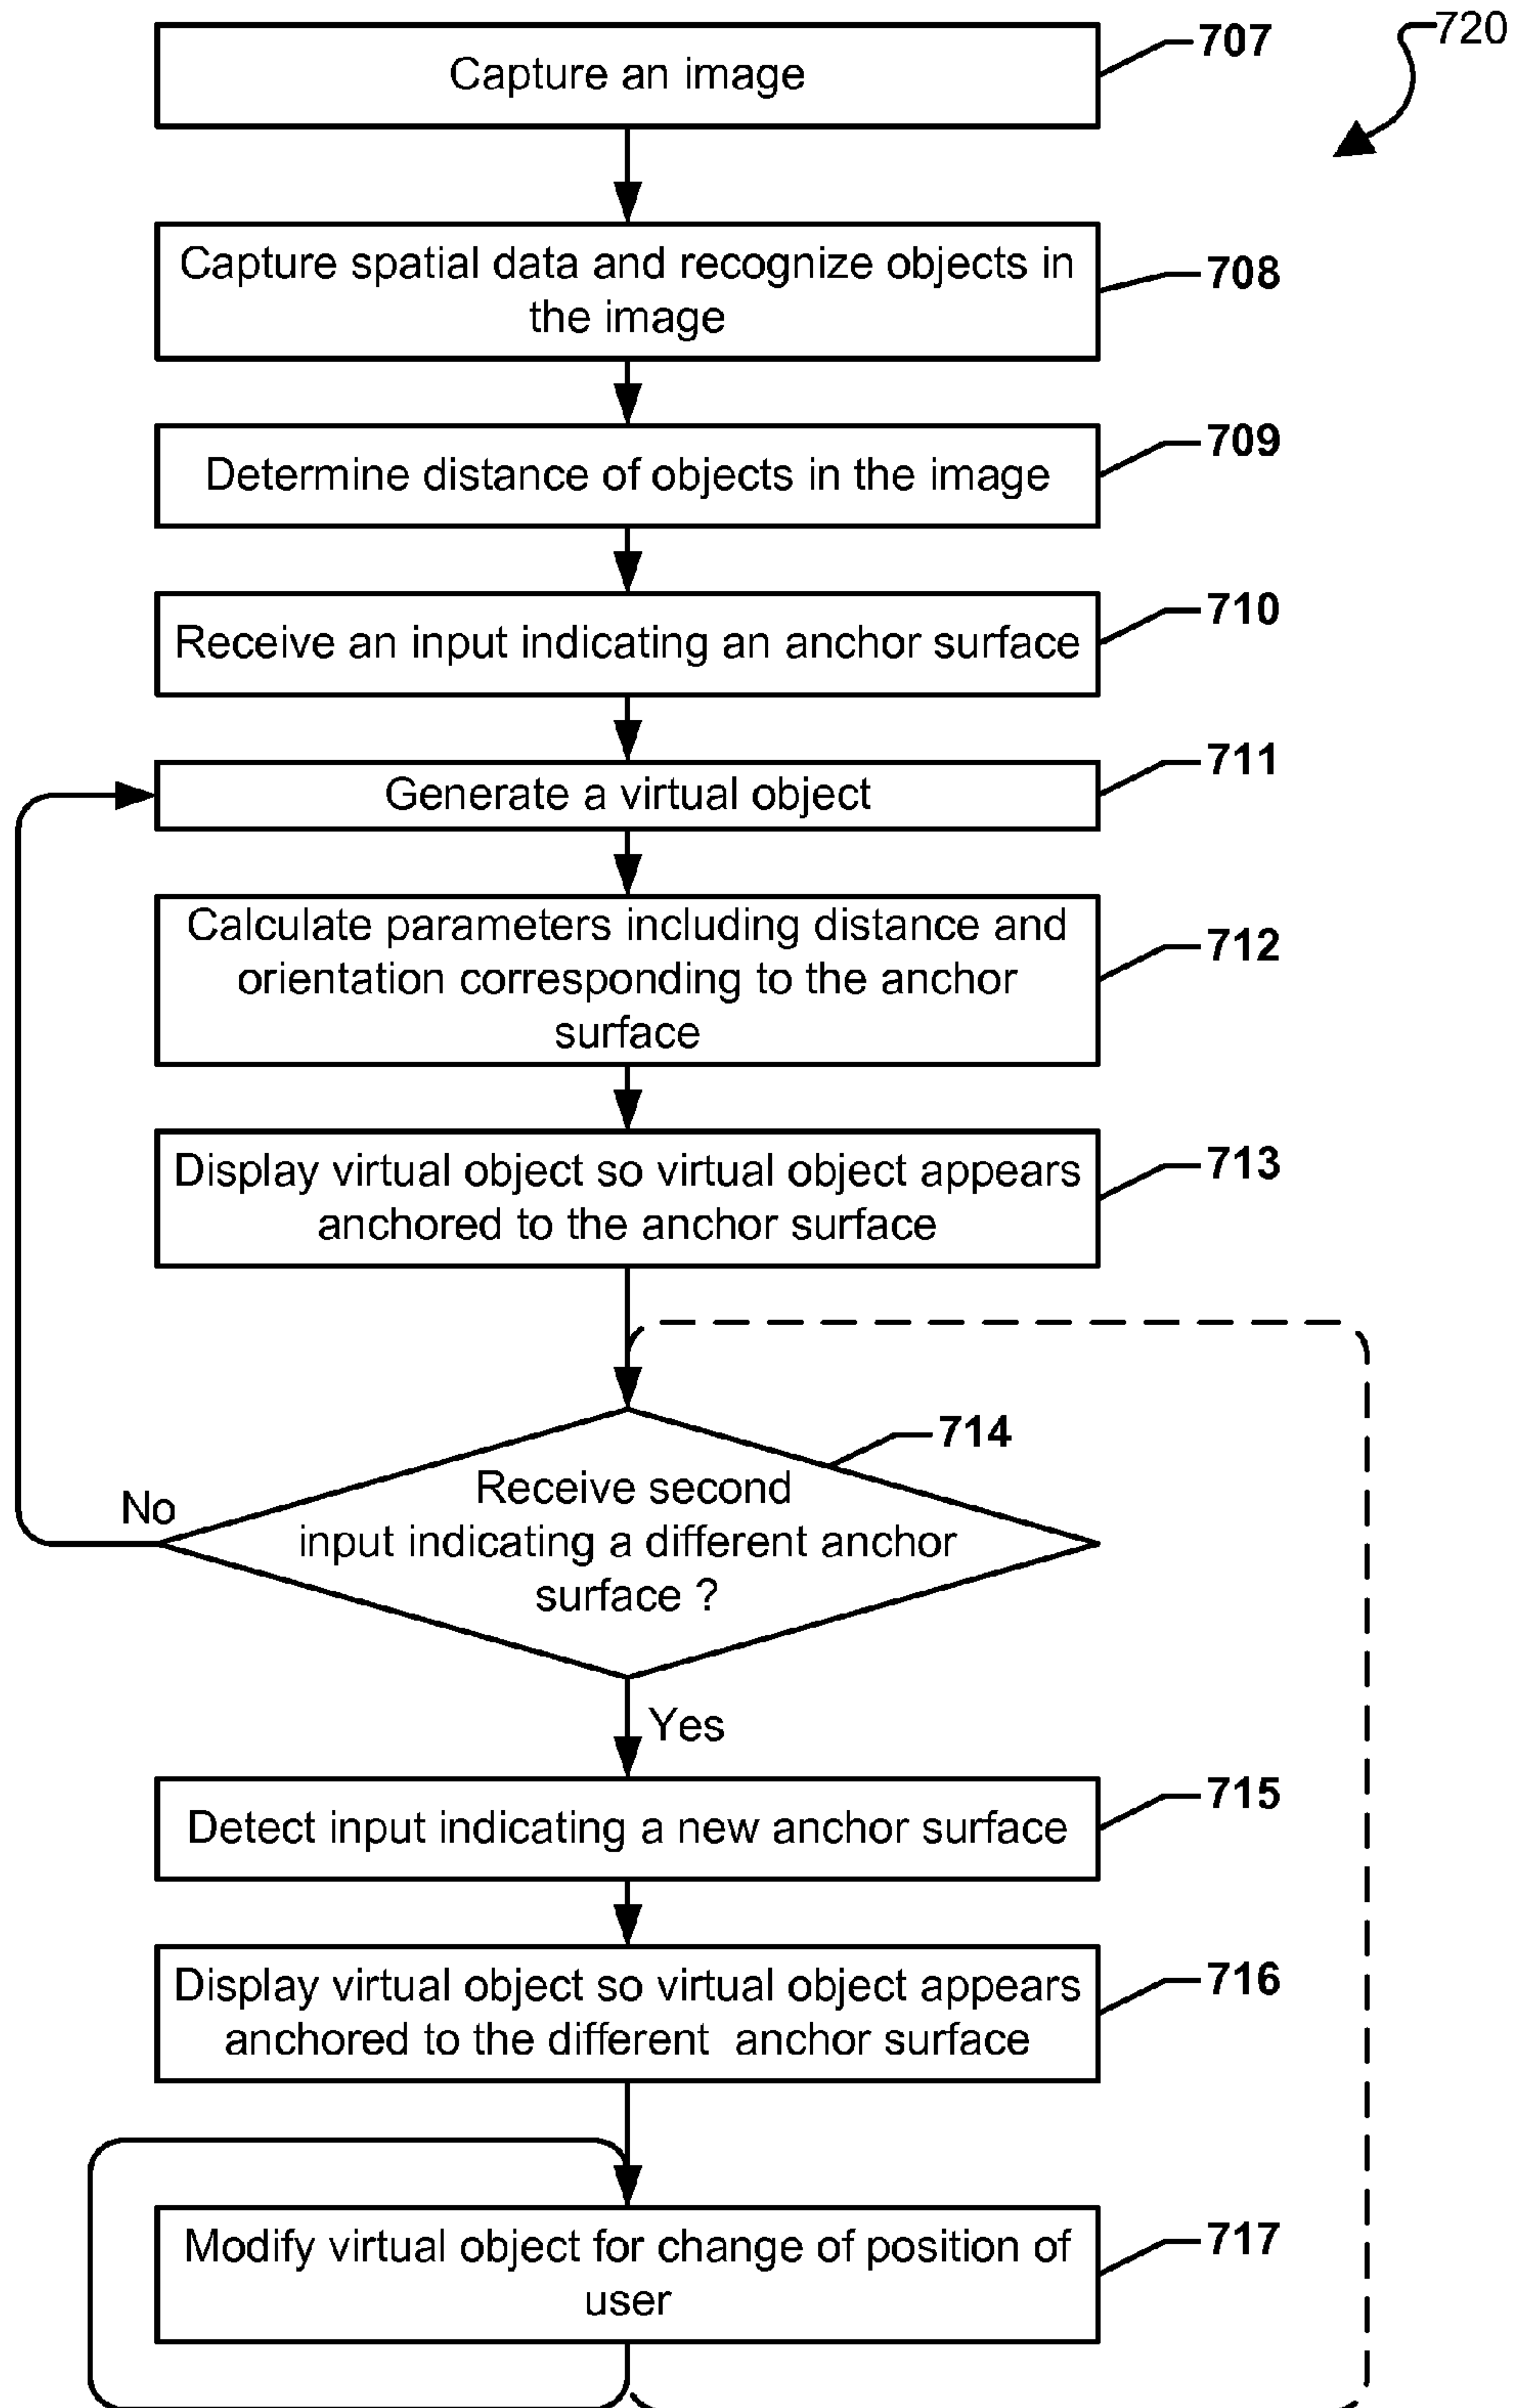 720
Capture an image
707
Capture spatial data and recognize objects in
the image
708
Determine distance of objects in the image
709
Receive an input indicating an anchor surface
710
Generate a virtual object
711
Calculate parameters including distance and
orientation corresponding to the anchor
surface
712
Display virtual object so virtual object appears
anchored to the anchor surface
713
714
Receive second
input indicating a different anchor
surface ?
No
Yes
Detect input indicating a new anchor surface
715
Display virtual object so virtual object appears
anchored to the different anchor surface
716
Modify virtual object for change of position of
user
717